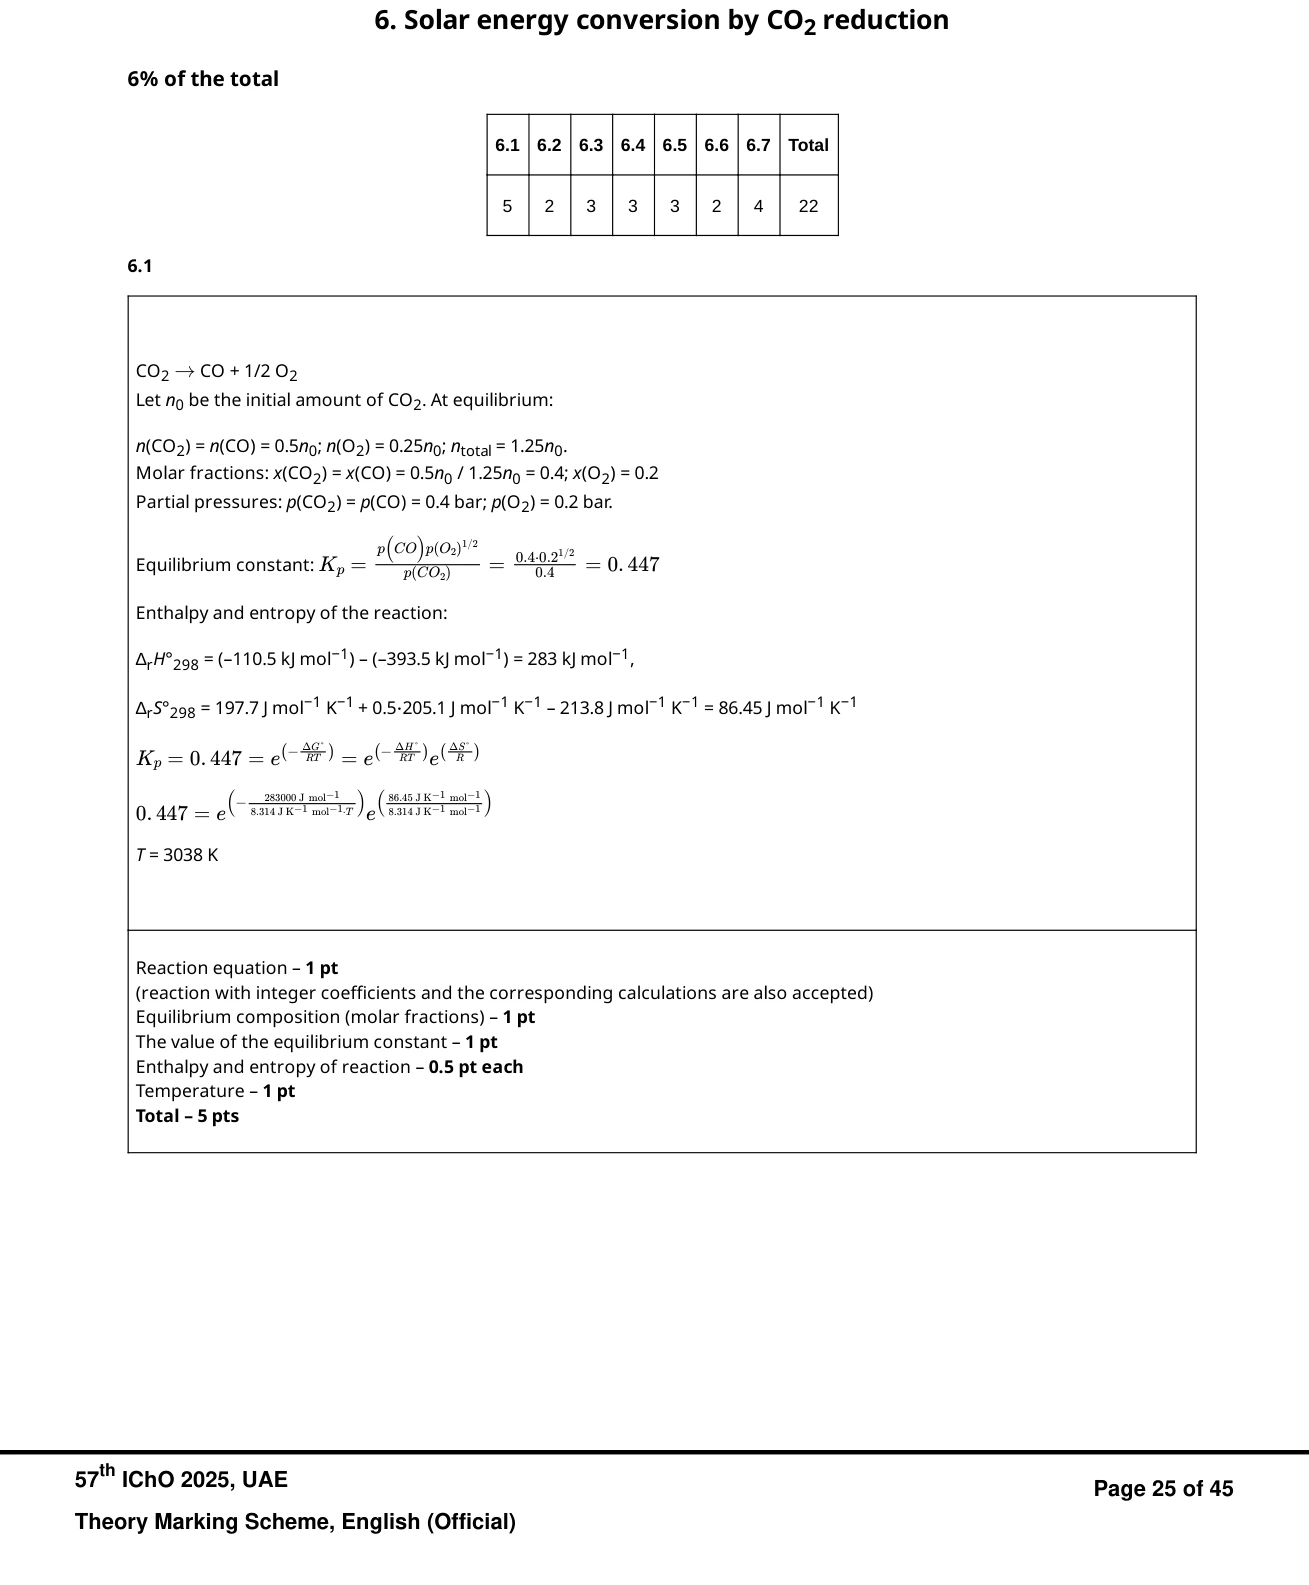 6. Solar energy conversion by CO₂ reduction
6% of the total
6.1 6.2 6.3 6.4 6.5 6.6 6.7 Total
5 2 3 3 3 2 4 22
6.1
CO₂ → CO + 1/2 O₂
Let n₀ be the initial amount of CO₂. At equilibrium:
n(CO₂) = n(CO) = 0.5n₀; n(O₂) = 0.25n₀; n_total = 1.25n₀.
Molar fractions: x(CO₂) = x(CO) = 0.5n₀ / 1.25n₀ = 0.4; x(O₂) = 0.2
Partial pressures: p(CO₂) = p(CO) = 0.4 bar; p(O₂) = 0.2 bar.
Equilibrium constant: K_p = p(CO)p(O₂)^{1/2} / p(CO₂) = 0.4·0.2^{1/2} / 0.4 = 0.447
Enthalpy and entropy of the reaction:
Δ_rH°₂₉₈ = (–110.5 kJ mol⁻¹) – (–393.5 kJ mol⁻¹) = 283 kJ mol⁻¹,
Δ_rS°₂₉₈ = 197.7 J mol⁻¹ K⁻¹ + 0.5·205.1 J mol⁻¹ K⁻¹ – 213.8 J mol⁻¹ K⁻¹ = 86.45 J mol⁻¹ K⁻¹
K_p = 0.447 = e^{(−ΔG°/RT)} = e^{(−ΔH°/RT)} e^{(ΔS°/R)}
0.447 = e^{(−283000 J mol⁻¹ / 8.314 J K⁻¹ mol⁻¹·T)} e^{(86.45 J K⁻¹ mol⁻¹ / 8.314 J K⁻¹ mol⁻¹)}
T = 3038 K
Reaction equation – 1 pt
(reaction with integer coefficients and the corresponding calculations are also accepted)
Equilibrium composition (molar fractions) – 1 pt
The value of the equilibrium constant – 1 pt
Enthalpy and entropy of reaction – 0.5 pt each
Temperature – 1 pt
Total – 5 pts
57th IChO 2025, UAE
Page 25 of 45
Theory Marking Scheme, English (Official)